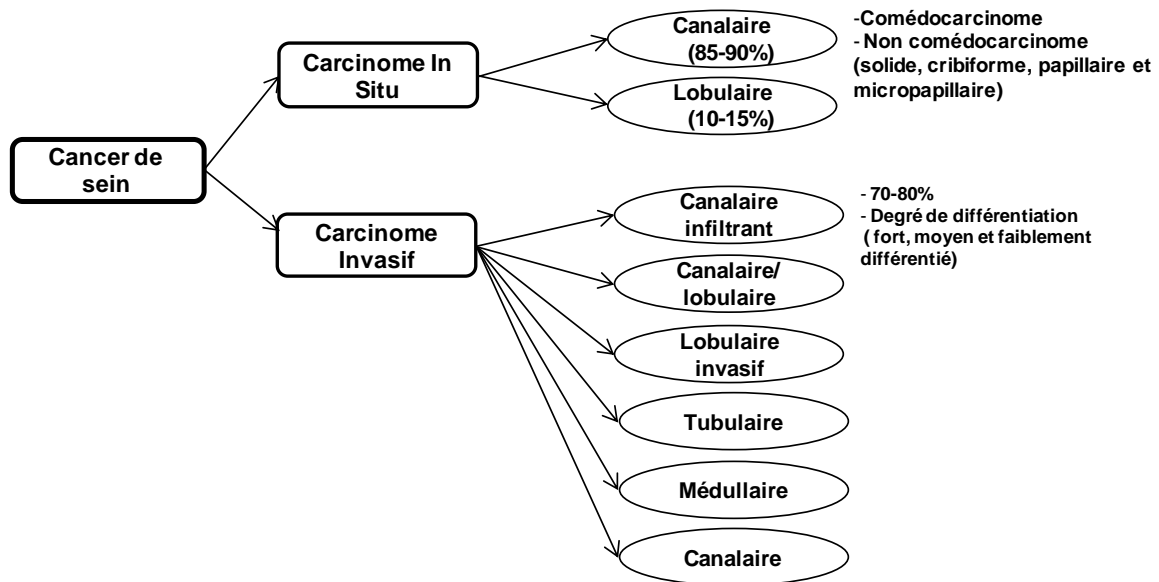 Cancer de
sein
Carcinome In
Situ
Canalaire
(85-90%)
-Comédocarcinome
- Non comédocarcinome
(solide, cribiforme, papillaire et
micropapillaire)
Lobulaire
(10-15%)
Carcinome
Invasif
Canalaire
infiltrant
- 70-80%
- Degré de différentiation
( fort, moyen et faiblement
différentié)
Canalaire/
lobulaire
Lobulaire
invasif
Tubulaire
Médullaire
Canalaire